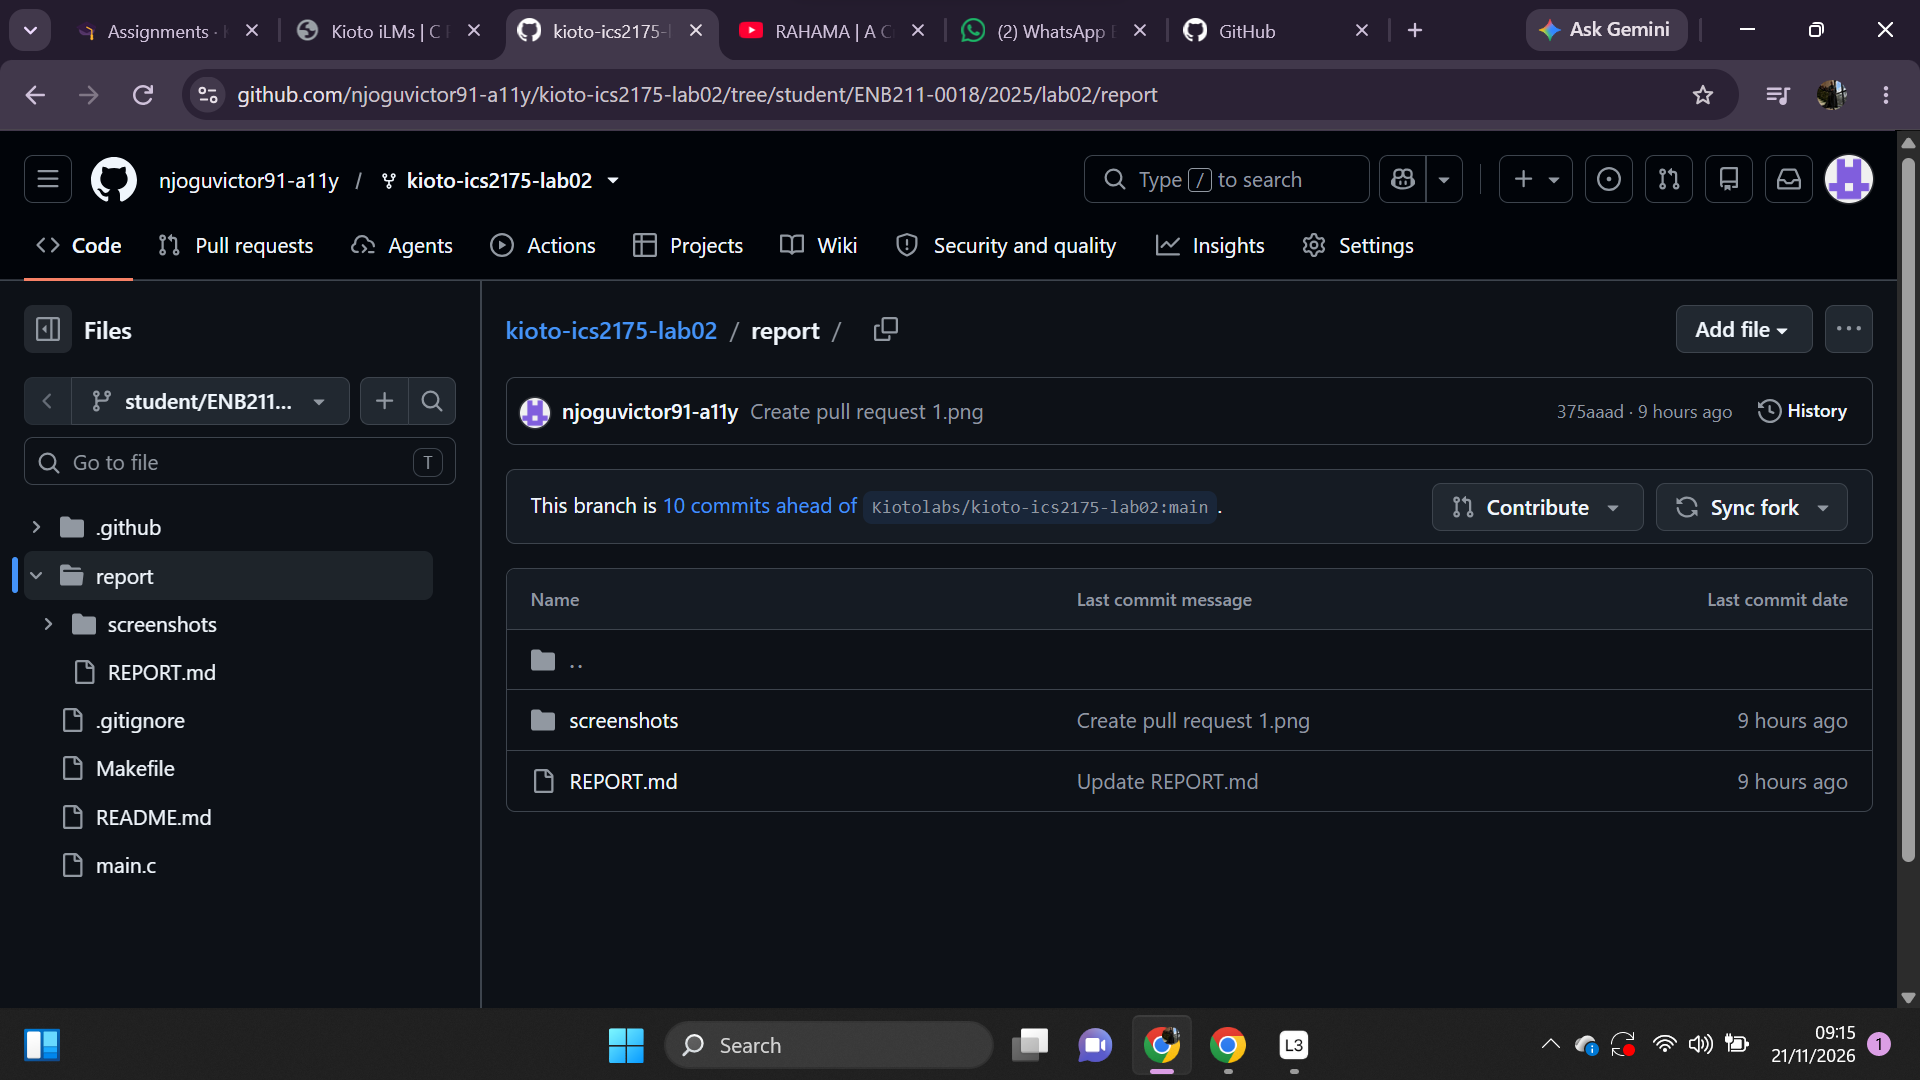 Assignments ·
Kioto iLMs | C
kioto-ics2175-l
RAHAMA | A C
(2) WhatsApp
GitHub
Ask Gemini
github.com/njoguvictor91-a11y/kioto-ics2175-lab02/tree/student/ENB211-0018/2025/lab02/report
njoguvictor91-a11y / kioto-ics2175-lab02
Type / to search
Code
Pull requests
Agents
Actions
Projects
Wiki
Security and quality
Insights
Settings
Files
student/ENB211...
Go to file
T
.github
report
screenshots
REPORT.md
.gitignore
Makefile
README.md
main.c
kioto-ics2175-lab02 / report /
Add file
njoguvictor91-a11y Create pull request 1.png
375aaad · 9 hours ago
History
This branch is 10 commits ahead of Kiotolabs/kioto-ics2175-lab02:main .
Contribute
Sync fork
Name Last commit message Last commit date
..
screenshots Create pull request 1.png 9 hours ago
REPORT.md Update REPORT.md 9 hours ago
Search
L3
09:15
21/11/2026
1